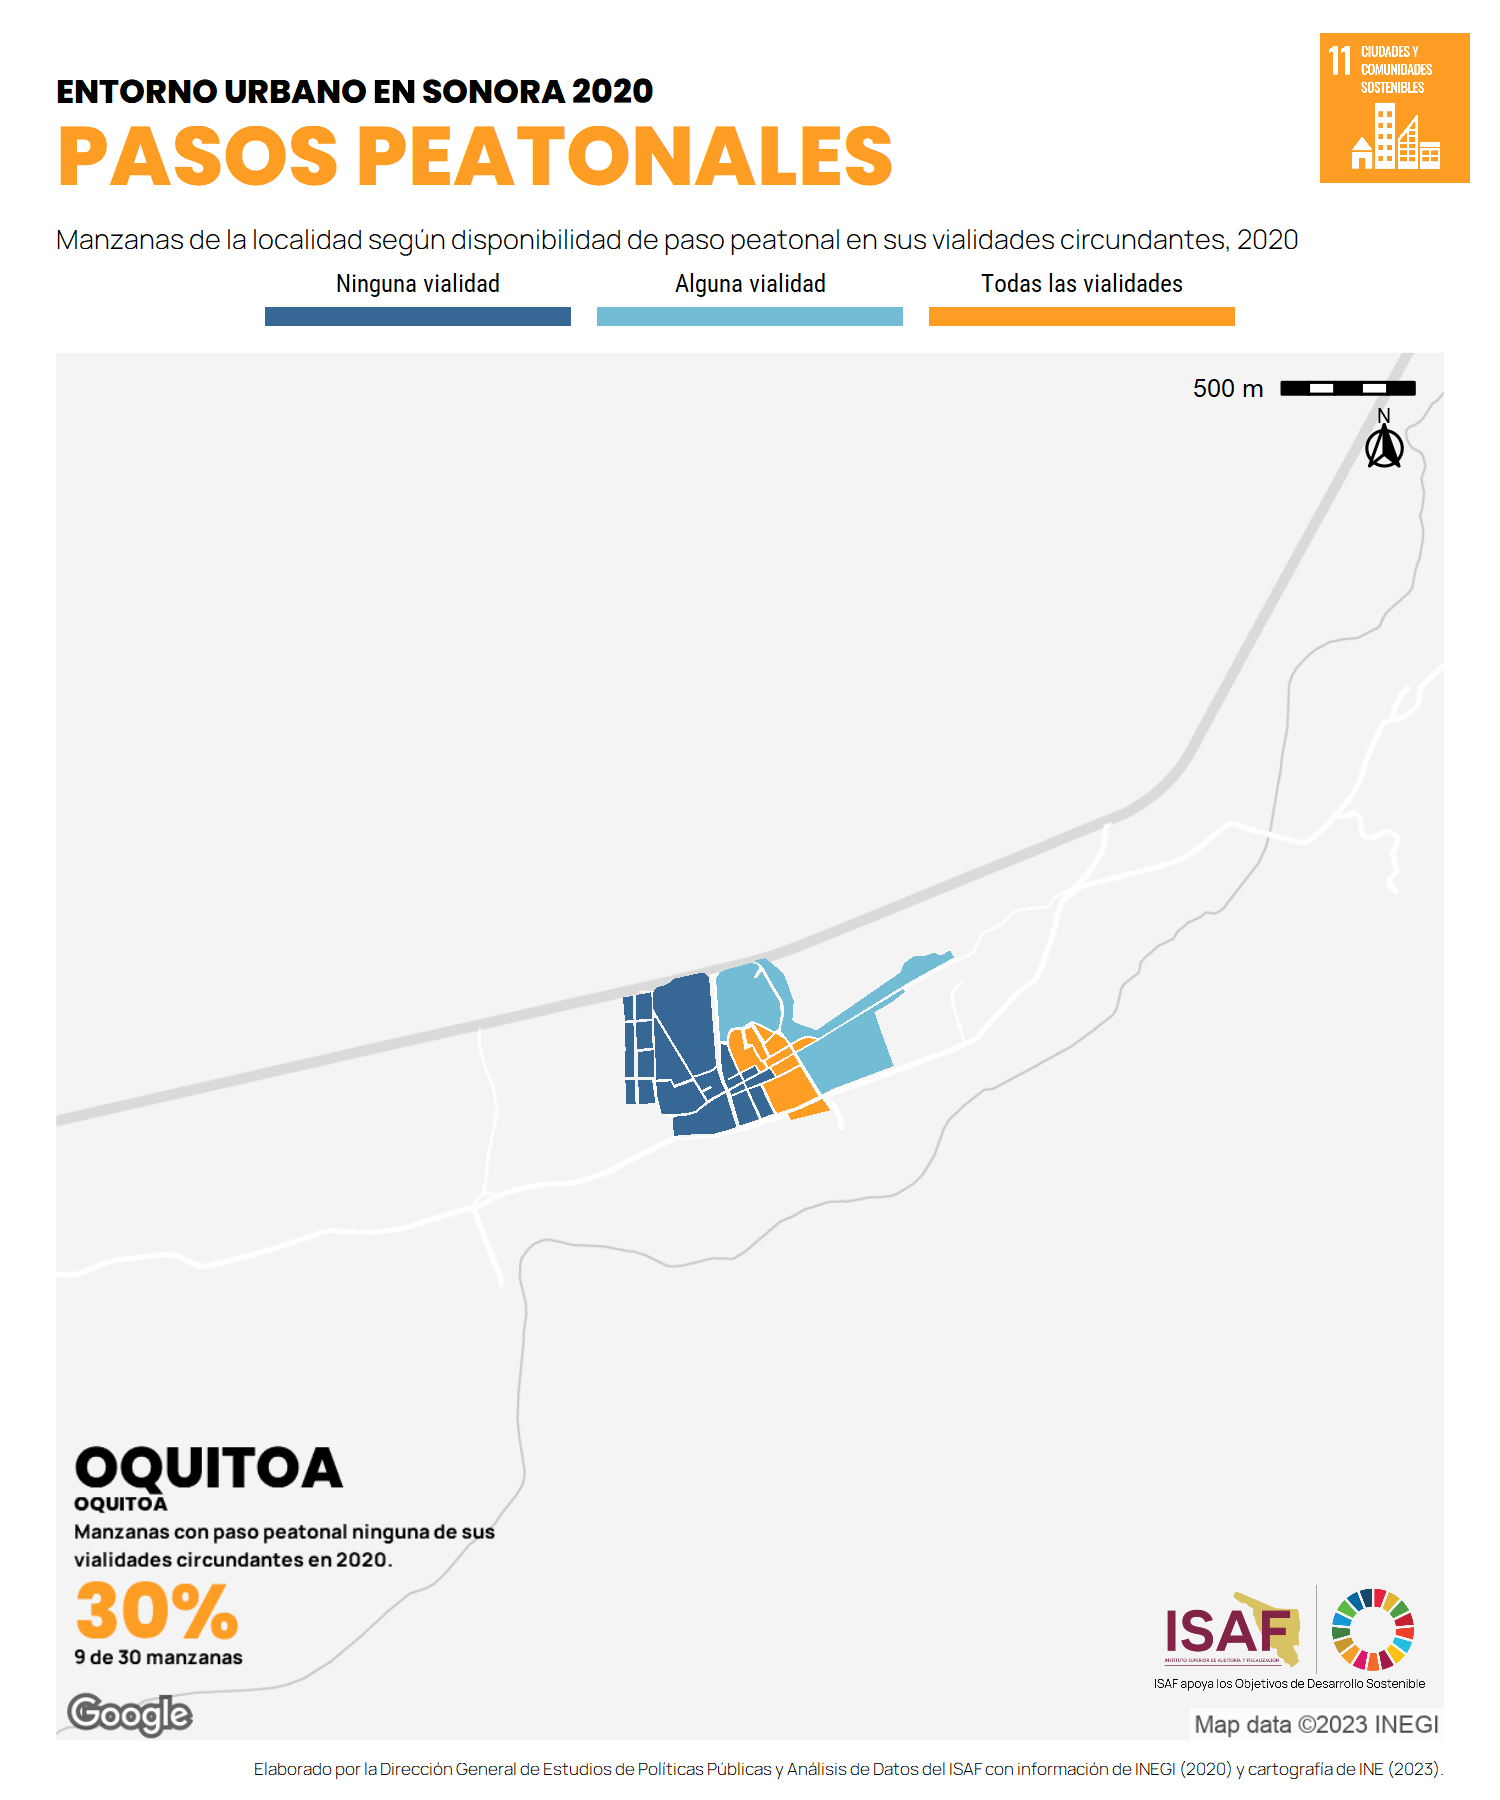 11 CIUDADES Y
COMUNIDADES
SOSTENIBLES
ENTORNO URBANO EN SONORA 2020
PASOS PEATONALES
Manzanas de la localidad según disponibilidad de paso peatonal en sus vialidades circundantes, 2020
Ninguna vialidad Alguna vialidad Todas las vialidades
500 m
N
OQUITOA
OQUITOA
Manzanas con paso peatonal ninguna de sus
vialidades circundantes en 2020.
30%
9 de 30 manzanas
ISAF
INSTITUTO SUPERIOR DE AUDITORÍA Y FISCALIZACIÓN
ISAF apoya los Objetivos de Desarrollo Sostenible
Google
Map data ©2023 INEGI
Elaborado por la Dirección General de Estudios de Políticas Públicas y Análisis de Datos del ISAF con información de INEGI (2020) y cartografía de INE (2023).